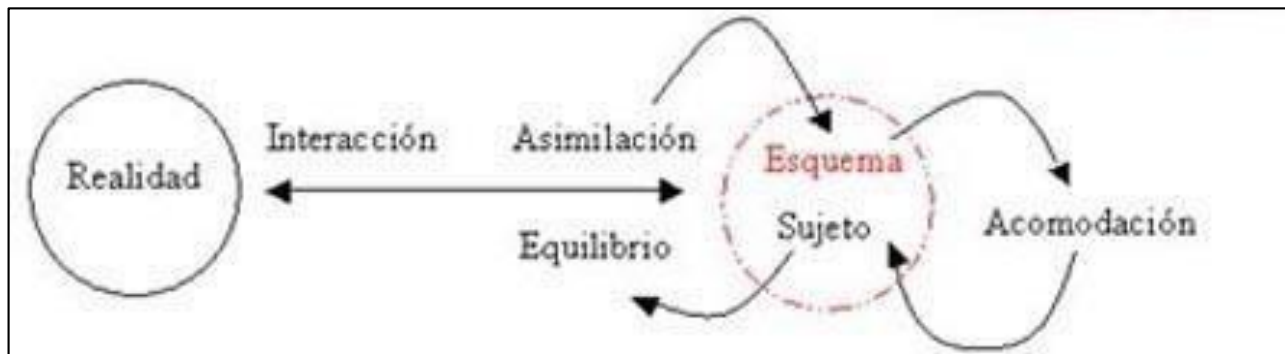 Realidad
Interacción
Asimilación
Esquema
Sujeto
Equilibrio
Acomodación